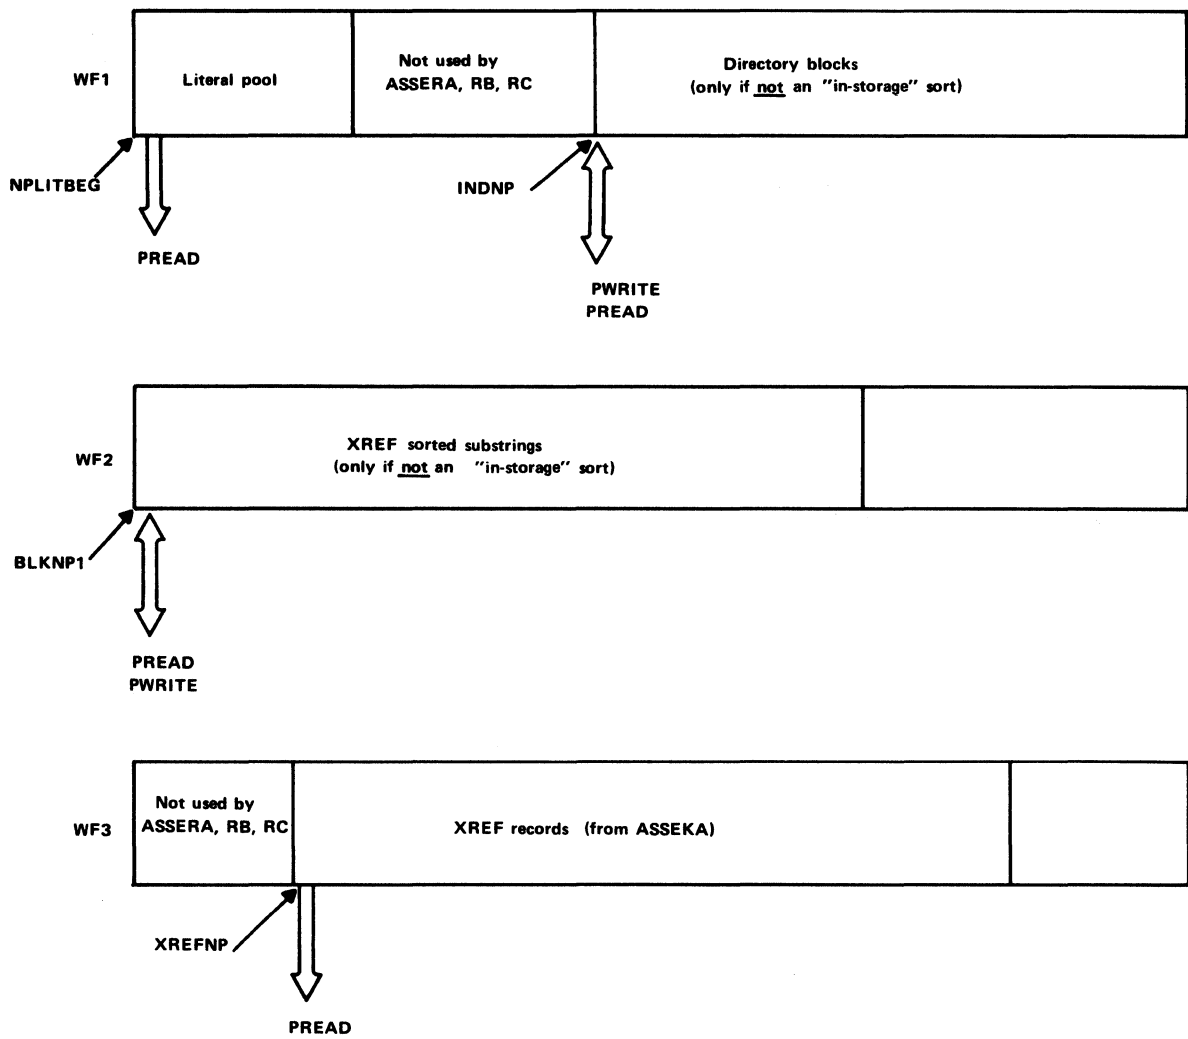 WF1
Literal pool
Not used by
ASSERA, RB, RC
Directory blocks
(only if not an "in-storage" sort)
NPLITBEG
INDNP
PREAD
PWRITE
PREAD
WF2
XREF sorted substrings
(only if not an "in-storage" sort)
BLKNP1
PREAD
PWRITE
WF3
Not used by
ASSERA, RB, RC
XREF records (from ASSEKA)
XREFNP
PREAD